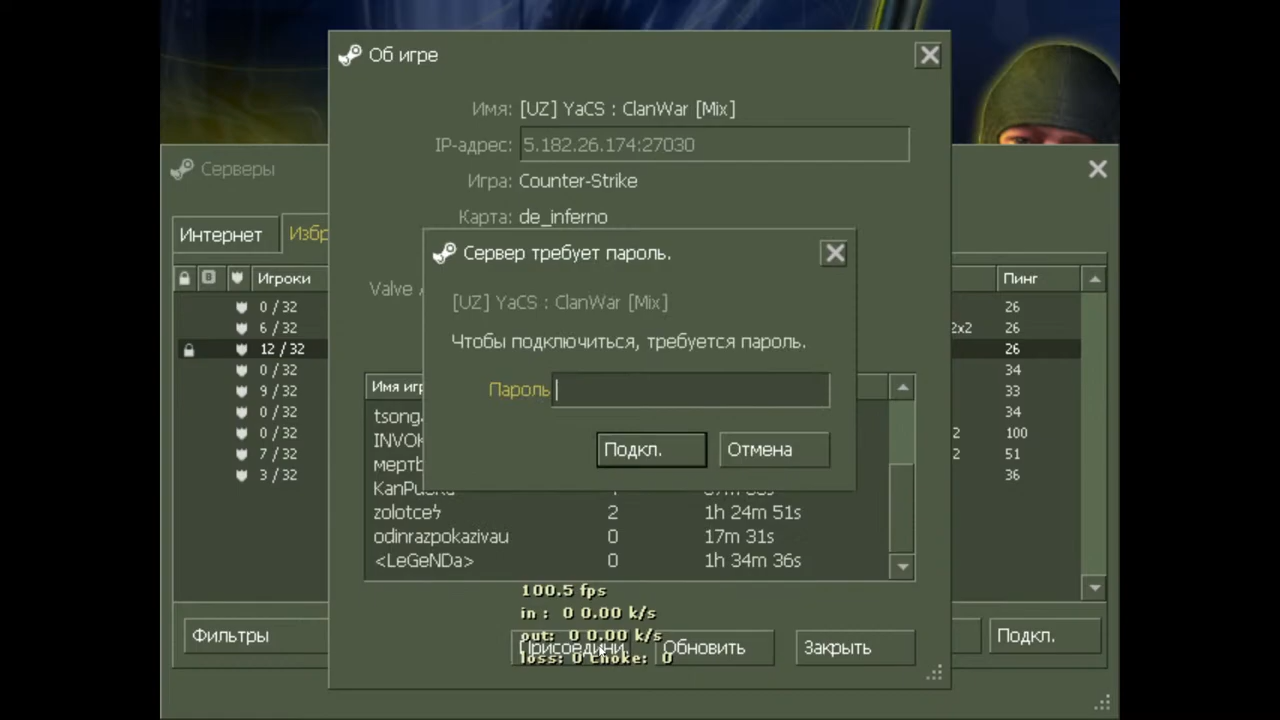 Об игре
Имя: [UZ] YaCS : ClanWar [Mix]
IP-адрес: 5.182.26.174:27030
Игра: Counter-Strike
Карта: de_inferno
Серверы
Интернет
Игроки
Пинг
0 / 32 26
6 / 32 26
12 / 32 26
0 / 32 34
9 / 32 33
0 / 32 34
0 / 32 100
7 / 32 51
3 / 32 36
Valve
Сервер требует пароль.
[UZ] YaCS : ClanWar [Mix]
Чтобы подключиться, требуется пароль.
Пароль
Подкл. Отмена
zolotceϟ 2 1h 24m 51s
odinrazpokazivau 0 17m 31s
<LeGeNDa> 0 1h 34m 36s
100.5 fps
in : 0 0.00 k/s
out: 0 0.00 k/s
loss: 0 choke: 0
Фильтры
Присоедини.
Обновить
Закрыть
Подкл.